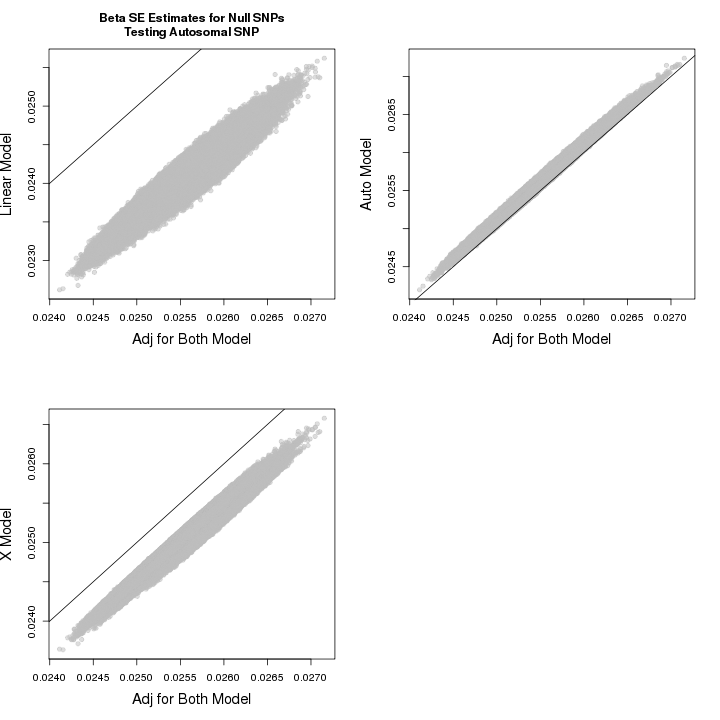 Beta SE Estimates for Null SNPs
Testing Autosomal SNP
Linear Model
0.0230 0.0240 0.0250
0.0240 0.0245 0.0250 0.0255 0.0260 0.0265 0.0270
Adj for Both Model
Auto Model
0.0245 0.0255 0.0265
0.0240 0.0245 0.0250 0.0255 0.0260 0.0265 0.0270
Adj for Both Model
X Model
0.0240 0.0250 0.0260
0.0240 0.0245 0.0250 0.0255 0.0260 0.0265 0.0270
Adj for Both Model